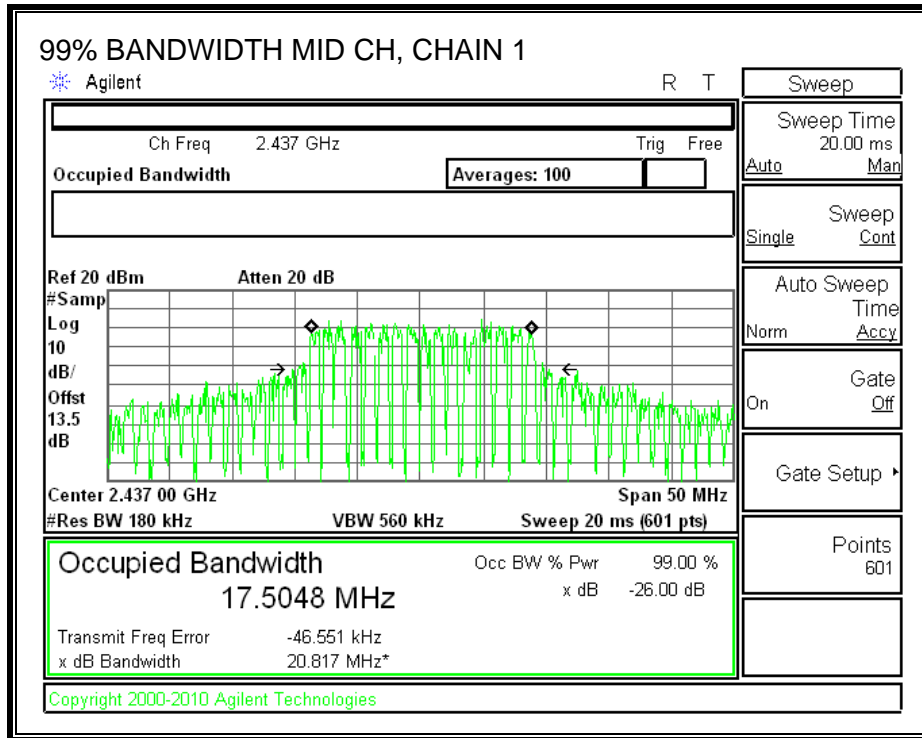 99% BANDWIDTH MID CH, CHAIN 1
Agilent R T
Ch Freq 2.437 GHz Trig Free
Occupied Bandwidth Averages: 100
Ref 20 dBm Atten 20 dB
#Samp
Log
10
dB/
Offst
13.5
dB
Center 2.437 00 GHz Span 50 MHz
#Res BW 180 kHz VBW 560 kHz Sweep 20 ms (601 pts)
Occupied Bandwidth Occ BW % Pwr 99.00 %
17.5048 MHz x dB -26.00 dB
Transmit Freq Error -46.551 kHz
x dB Bandwidth 20.817 MHz*
Copyright 2000-2010 Agilent Technologies
Sweep
Sweep Time
20.00 ms
Auto Man
Sweep
Single Cont
Auto Sweep
Time
Norm Accy
Gate
On Off
Gate Setup
Points
601